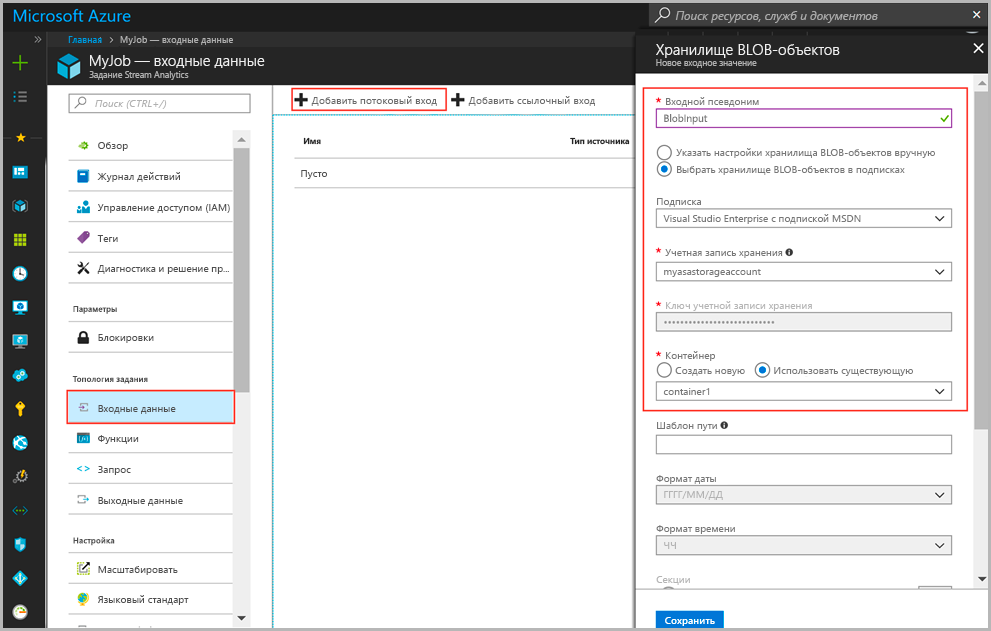 Microsoft Azure
Поиск ресурсов, служб и документов
Главная > MyJob — входные данные
MyJob — входные данные
Задание Stream Analytics
Поиск (CTRL+/)
Обзор
Журнал действий
Управление доступом (IAM)
Теги
Диагностика и решение пр...
Параметры
Блокировки
Топология задания
Входные данные
Функции
Запрос
Выходные данные
Настройка
Масштабировать
Языковый стандарт
Добавить потоковый вход
Добавить ссылочный вход
Имя
Тип источника
Пусто
Хранилище BLOB-объектов
Новое входное значение
* Входной псевдоним
BlobInput
Указать настройки хранилища BLOB-объектов вручную
Выбрать хранилище BLOB-объектов в подписках
Подписка
Visual Studio Enterprise с подпиской MSDN
* Учетная запись хранения
myasastorageaccount
* Ключ учетной записи хранения
* Контейнер
Создать новую
Использовать существующую
container1
Шаблон пути
Формат даты
ГГГГ/ММ/ДД
Формат времени
ЧЧ
Секции
Сохранить